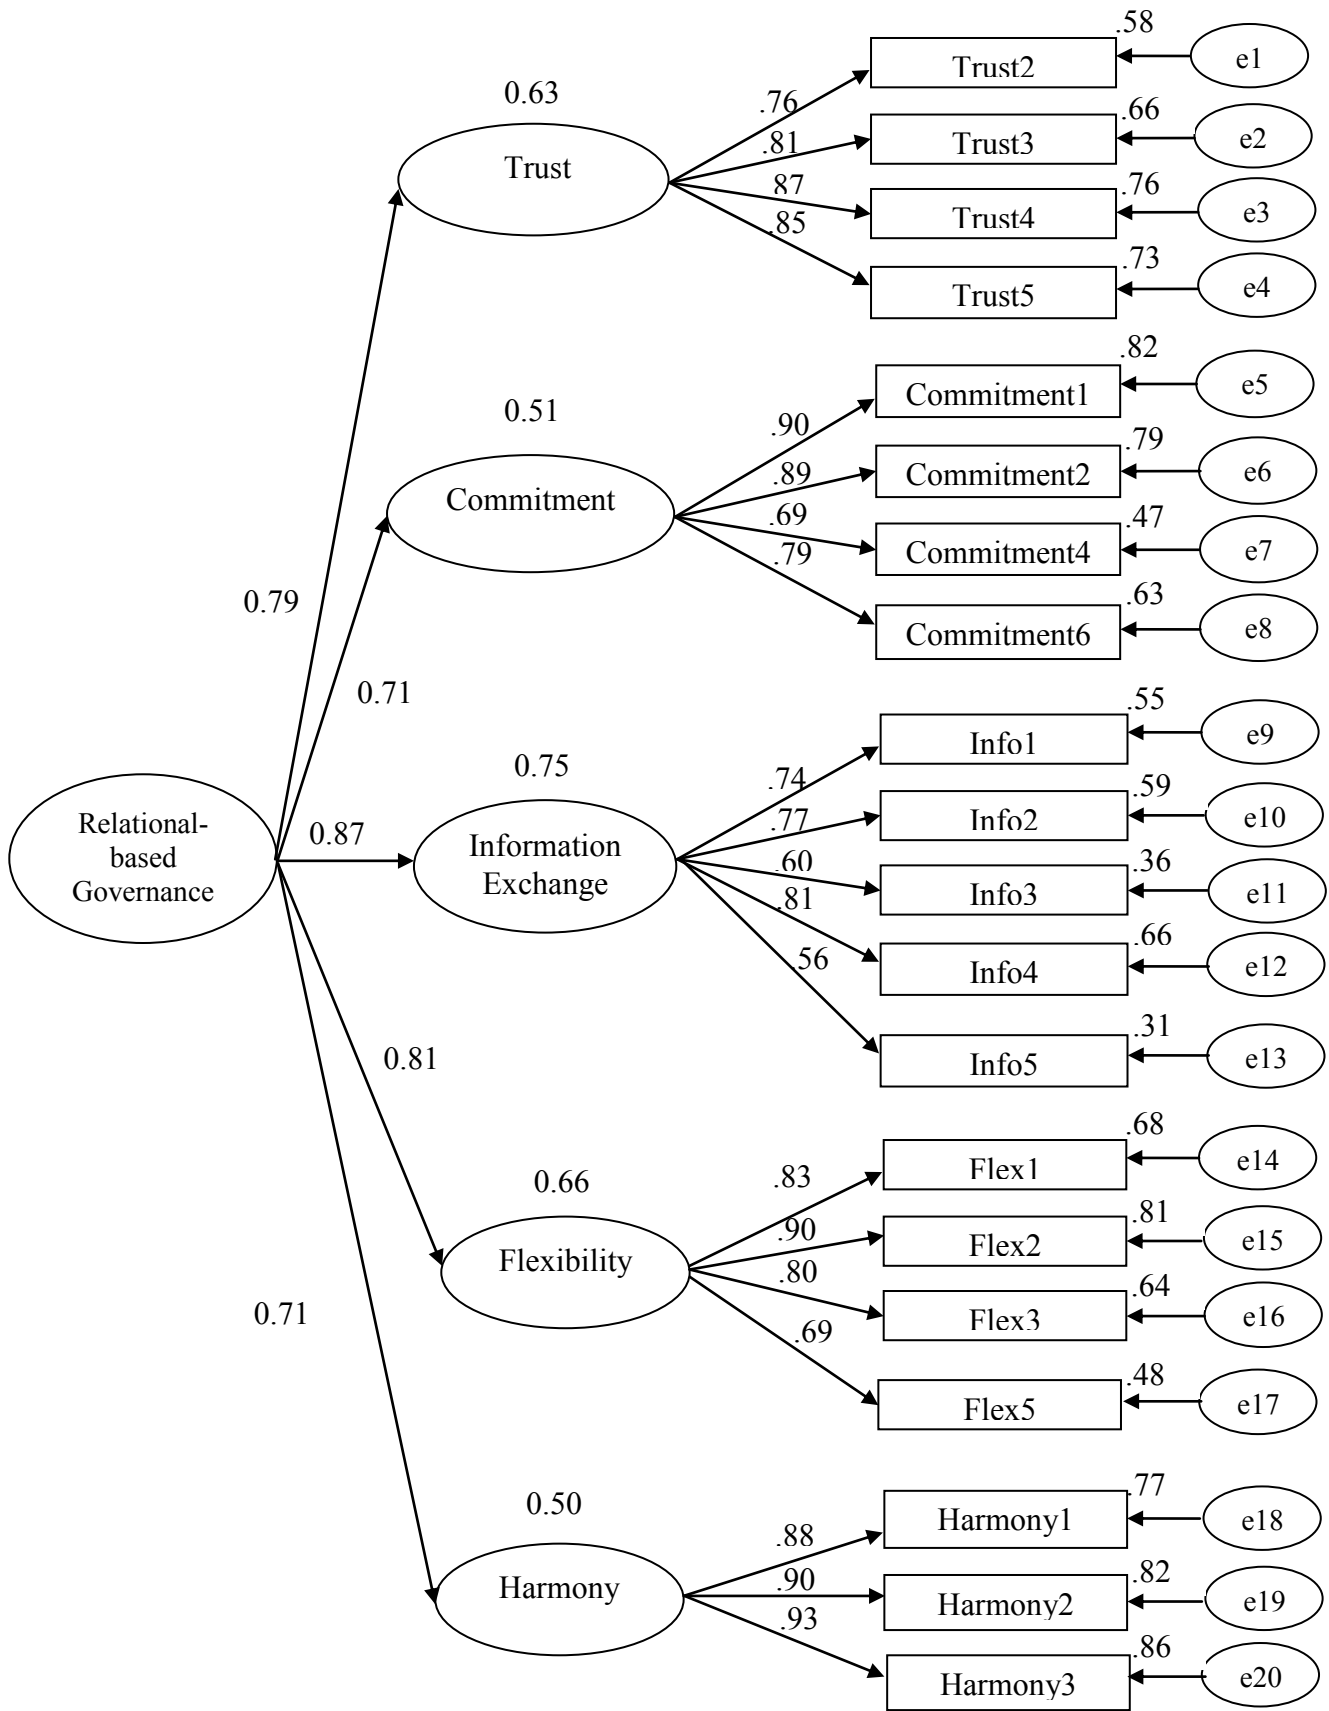 .58
Trust2
e1
0.63
.76
.66
Trust3
e2
.81
Trust
.76
87
Trust4
e3
.85
.73
Trust5
e4
.82
Commitment1
e5
0.51
.90
.79
Commitment2
e6
.89
Commitment
.69
.47
Commitment4
e7
.79
.63
Commitment6
e8
0.79
0.71
.55
Info1
e9
0.75
.74
.59
Info2
e10
.77
Relational-
based
Governance
0.87
Information
Exchange
.60
.36
Info3
e11
.81
.66
Info4
e12
.56
.31
Info5
e13
0.81
.68
Flex1
e14
0.66
.83
.81
Flex2
e15
.90
Flexibility
.80
.64
Flex3
e16
0.71
.69
.48
Flex5
e17
.77
Harmony1
e18
0.50
.88
.82
Harmony2
e19
.90
Harmony
.93
.86
Harmony3
e20